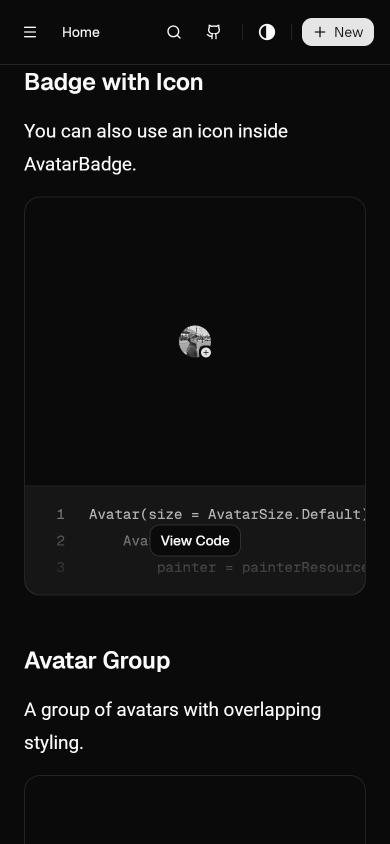 Home
New
Badge with Icon
You can also use an icon inside
AvatarBadge.
1 Avatar(size = AvatarSize.Default)
2 Ava
View Code
3 painter = painterResource
Avatar Group
A group of avatars with overlapping
styling.